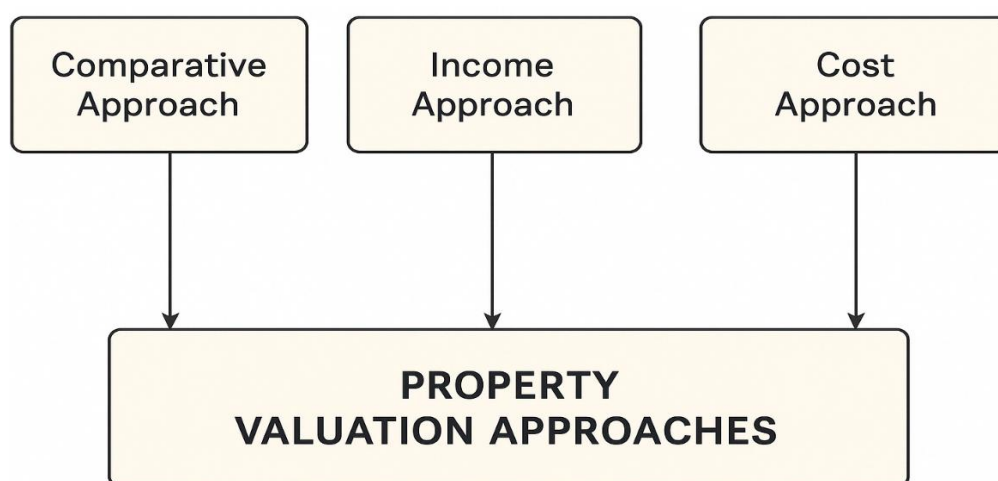 Comparative
Approach
Income
Approach
Cost
Approach
PROPERTY
VALUATION APPROACHES